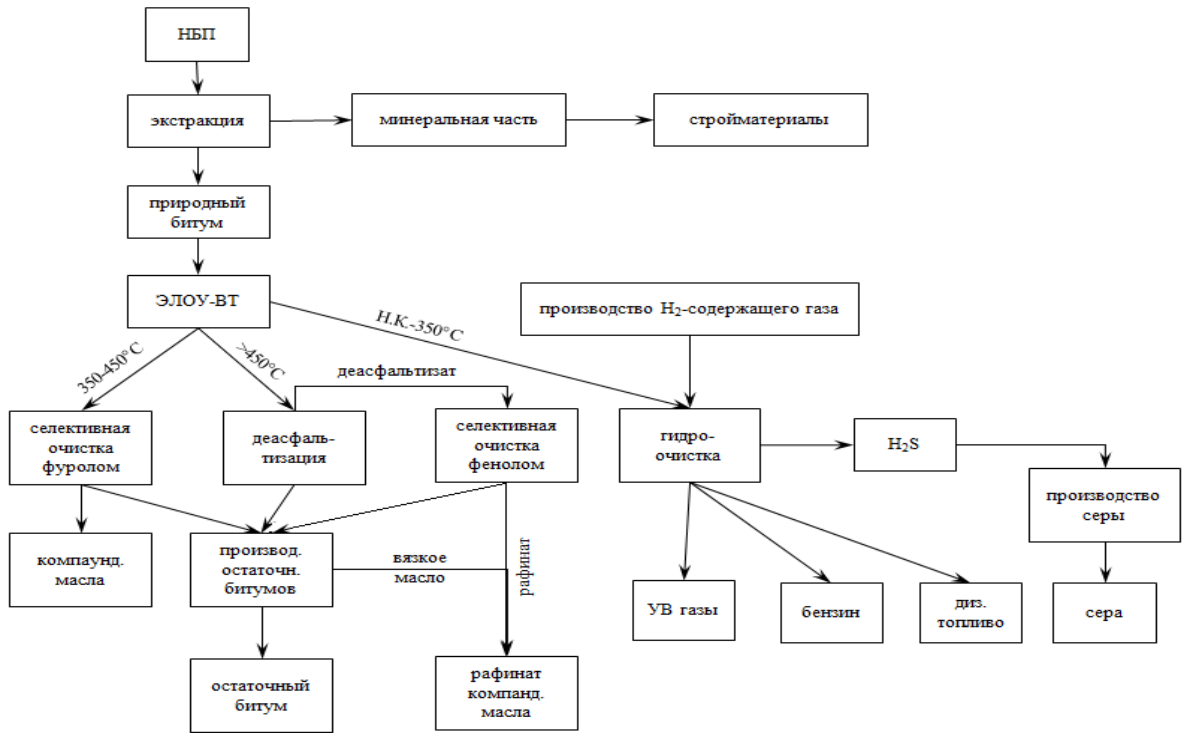 НБП
экстракция
минеральная часть
стройматериалы
природный
битум
ЭЛОУ-ВТ
производство H₂-содержащего газа
Н.К.-350°С
350-450°С
>450°С
деасфальтизат
селективная
очистка
фуролом
деасфаль-
тизация
селективная
очистка
фенолом
гидро-
очистка
H₂S
производство
серы
компаунд.
масла
произвoд.
остаточн.
битумов
вязкое
масло
рафинат
УВ газы
бензин
диз.
топливо
сера
остаточный
битум
рафинат
компанд.
масла